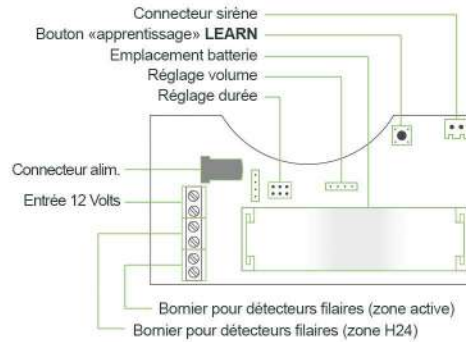 Connecteur sirène
Bouton «apprentissage» LEARN
Emplacement batterie
Réglage volume
Réglage durée
Connecteur alim.
Entrée 12 Volts
Bornier pour détecteurs filaires (zone active)
Bornier pour détecteurs filaires (zone H24)